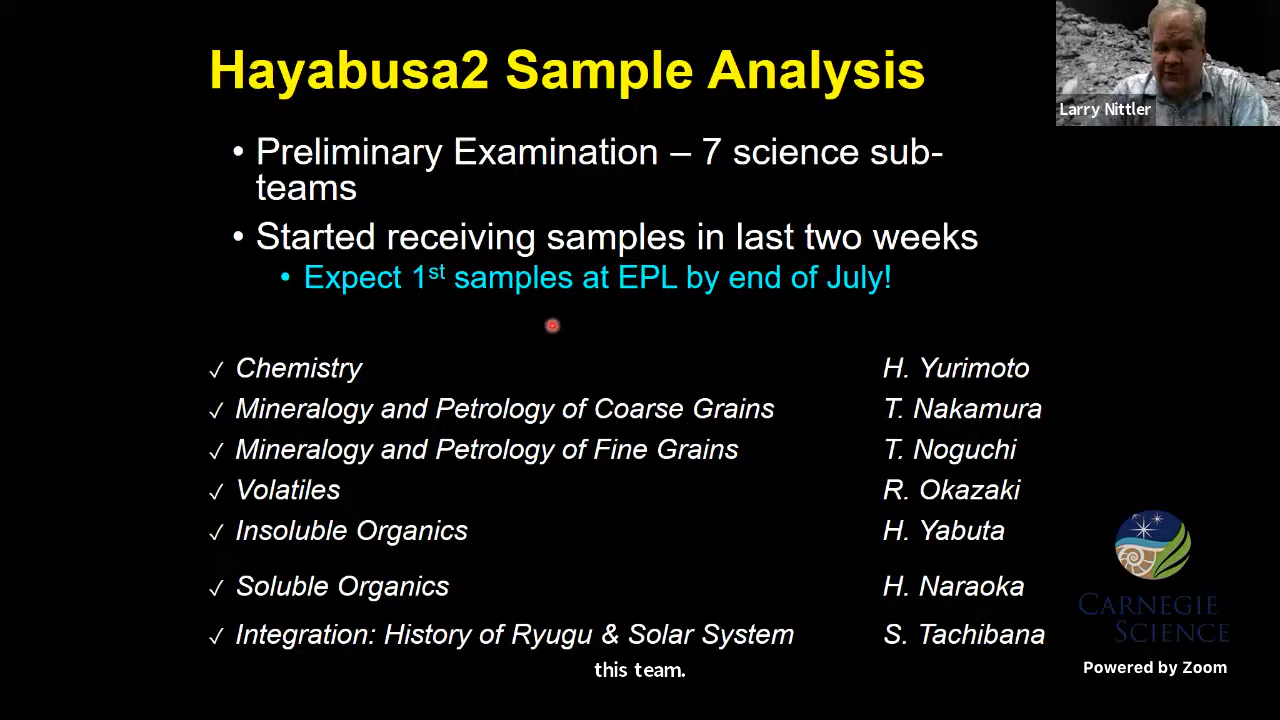 Hayabusa2 Sample Analysis
Larry Nittler
• Preliminary Examination – 7 science sub-
teams
• Started receiving samples in last two weeks
• Expect 1st samples at EPL by end of July!
✓ Chemistry H. Yurimoto
✓ Mineralogy and Petrology of Coarse Grains T. Nakamura
✓ Mineralogy and Petrology of Fine Grains T. Noguchi
✓ Volatiles R. Okazaki
✓ Insoluble Organics H. Yabuta
✓ Soluble Organics H. Naraoka
✓ Integration: History of Ryugu & Solar System S. Tachibana
CARNEGIE
SCIENCE
this team.
Powered by Zoom